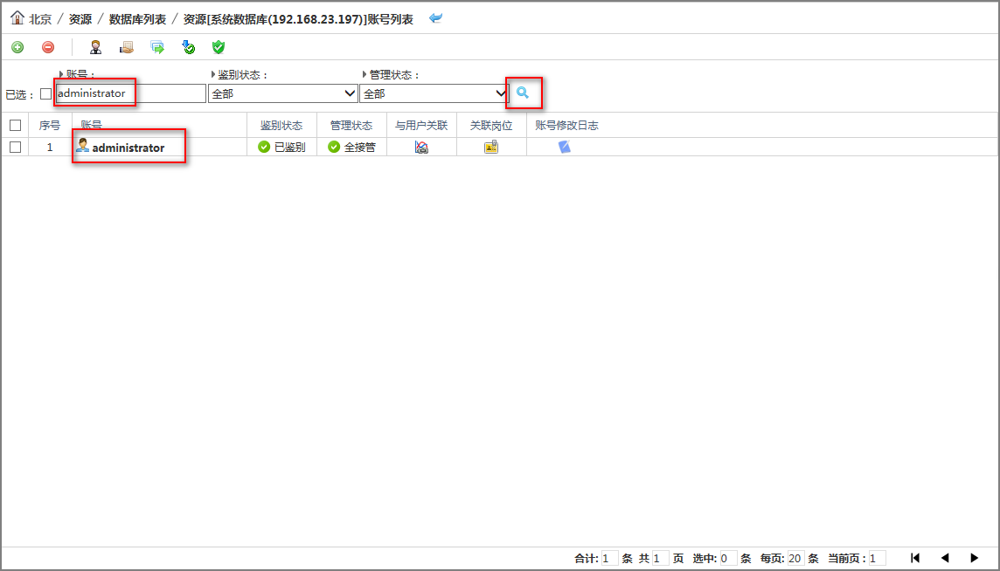 北京 / 资源 / 数据库列表 / 资源[系统数据库(192.168.23.197)]账号列表
账号： 鉴别状态： 管理状态：
已选： administrator 全部 全部
序号 账号 鉴别状态 管理状态 与用户关联 关联岗位 账号修改日志
1 administrator 已鉴别 全接管
合计: 1 条 共 1 页 选中: 0 条 每页: 20 条 当前页: 1